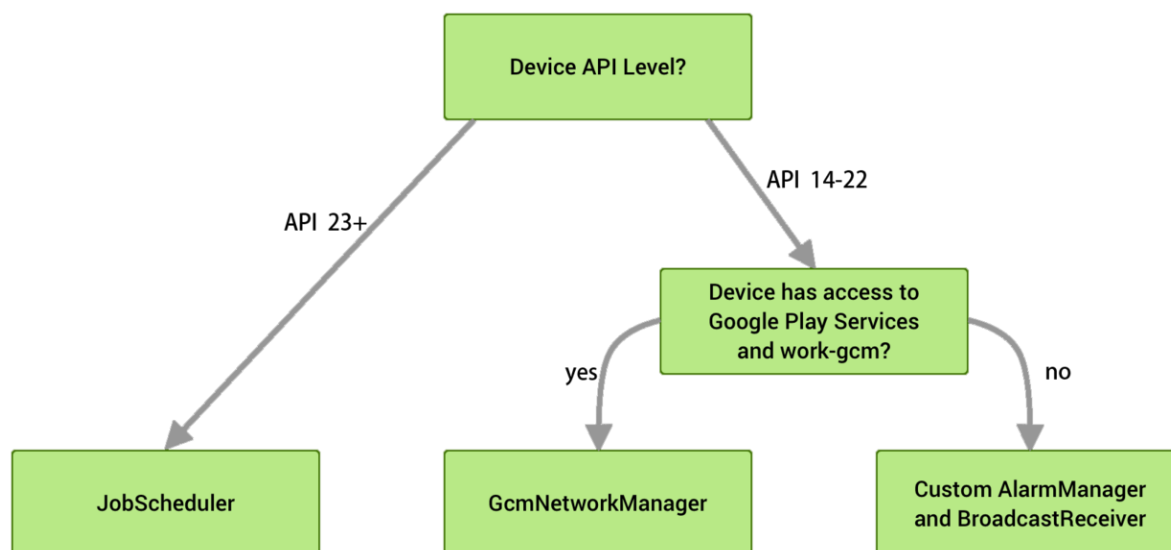 Device API Level?
API 23+
API 14-22
Device has access to
Google Play Services
and work-gcm?
yes
no
JobScheduler
GcmNetworkManager
Custom AlarmManager
and BroadcastReceiver